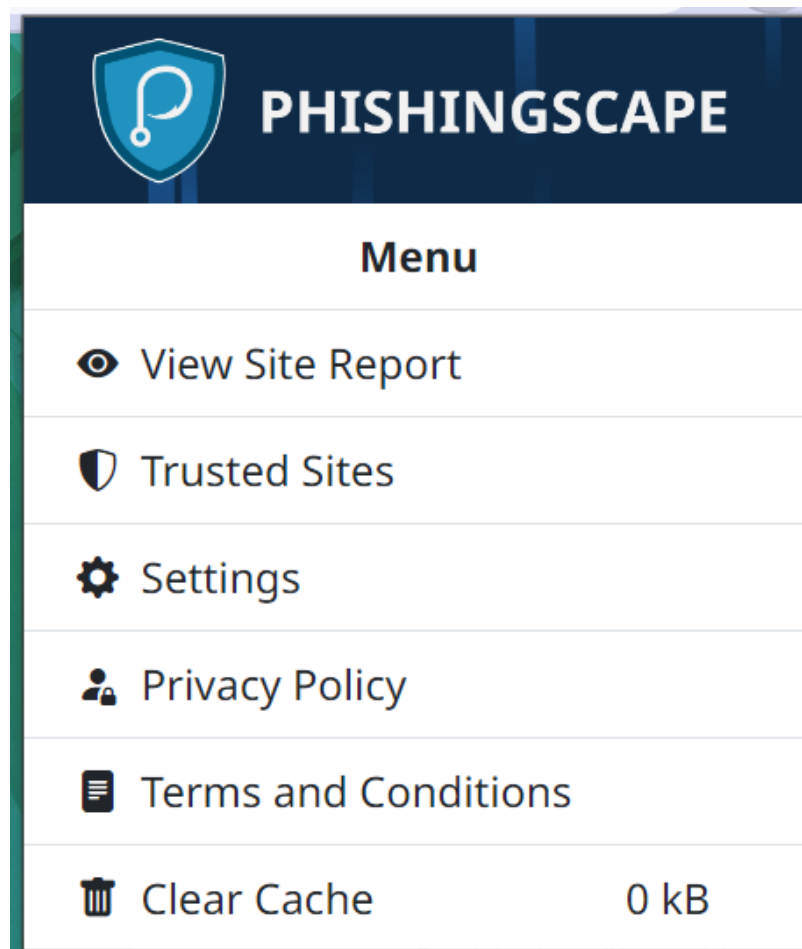 PHISHINGSCAPE
Menu
View Site Report
Trusted Sites
Settings
Privacy Policy
Terms and Conditions
Clear Cache 0 kB